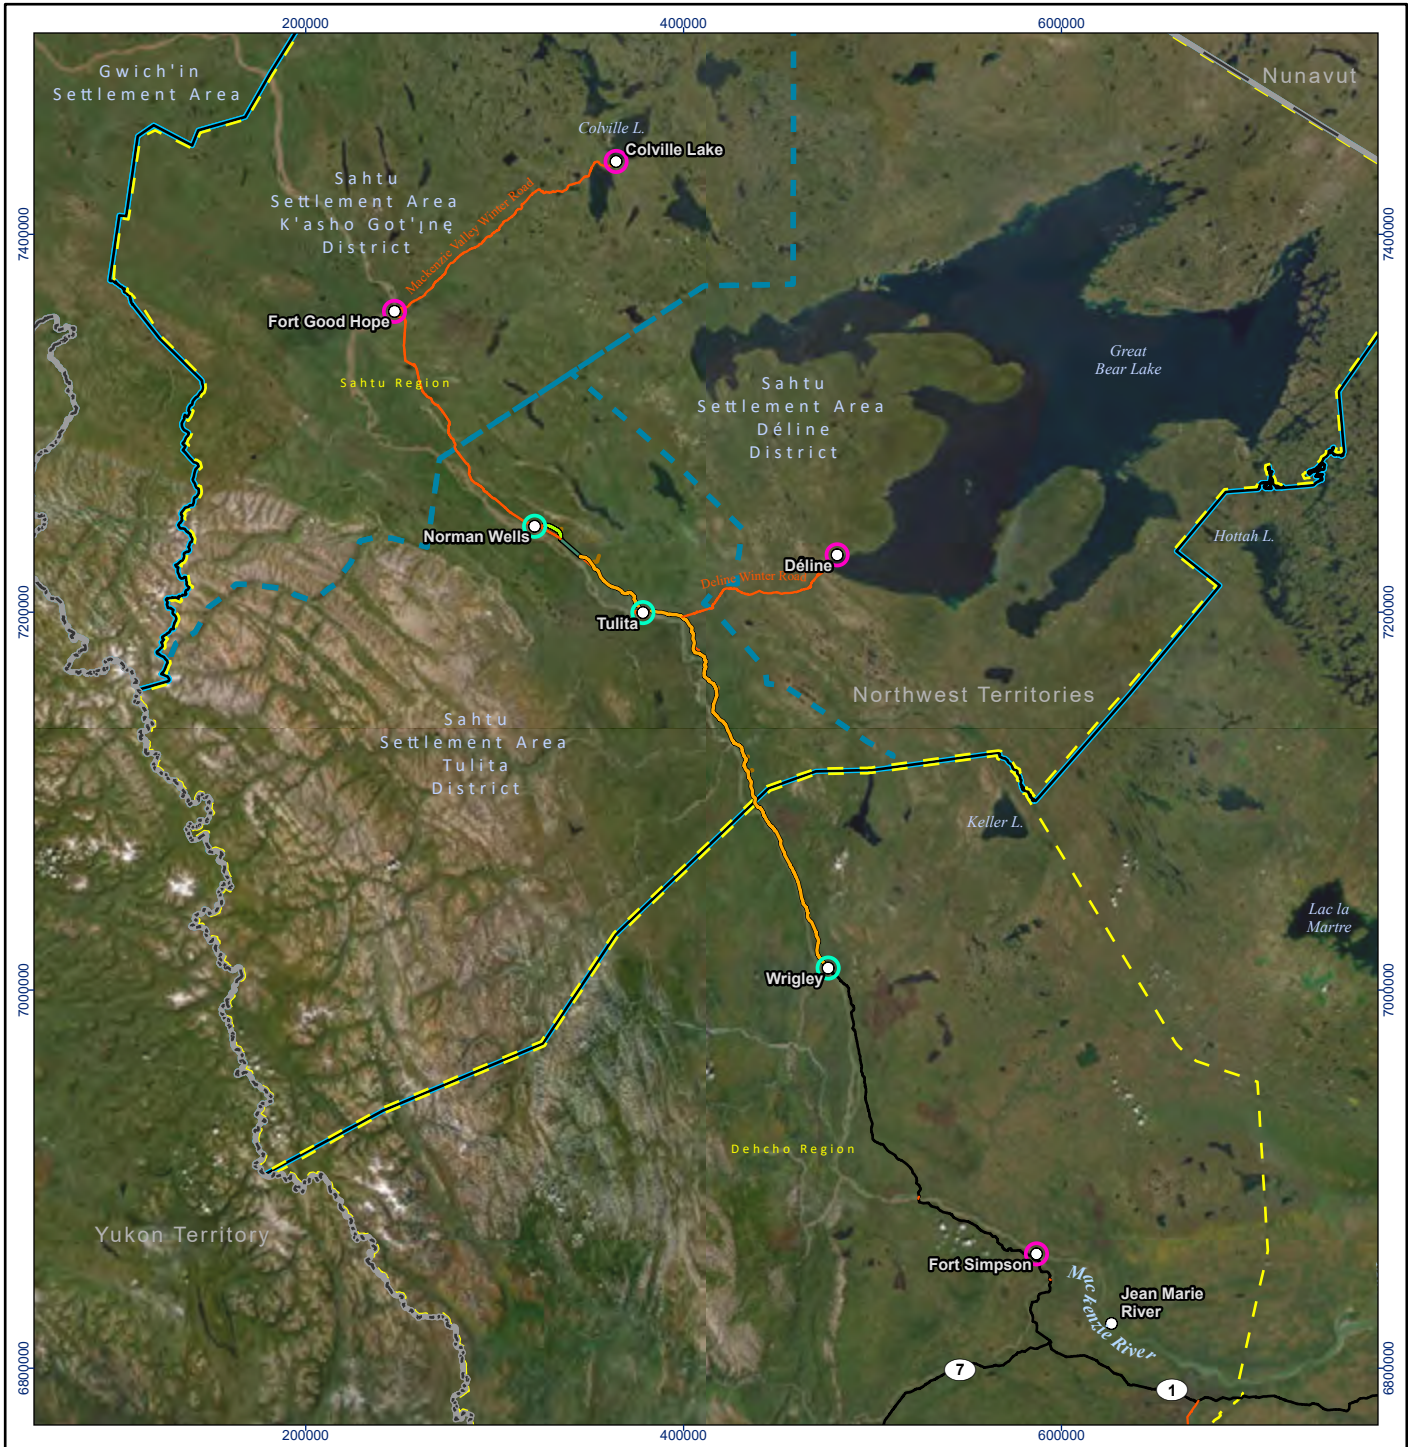 200000
400000
600000
Gwich'in
Settlement Area
Nunavut
Colville L.
Colville Lake
Sahtu
Settlement Area
K'asho Got'įnę
District
Mackenzie Valley Winter Road
7400000
7400000
Fort Good Hope
Great
Bear Lake
Sahtu Region
Sahtu
Settlement Area
Déline
District
Norman Wells
Hottah L.
Déline
Deline Winter Road
7200000
7200000
Tulita
Northwest Territories
Sahtu
Settlement Area
Tulita
District
Keller L.
Lac la
Martre
Wrigley
7000000
7000000
Dehcho Region
Yukon Territory
Fort Simpson
Mackenzie River
Jean Marie
River
7
1
6800000
6800000
200000
400000
600000